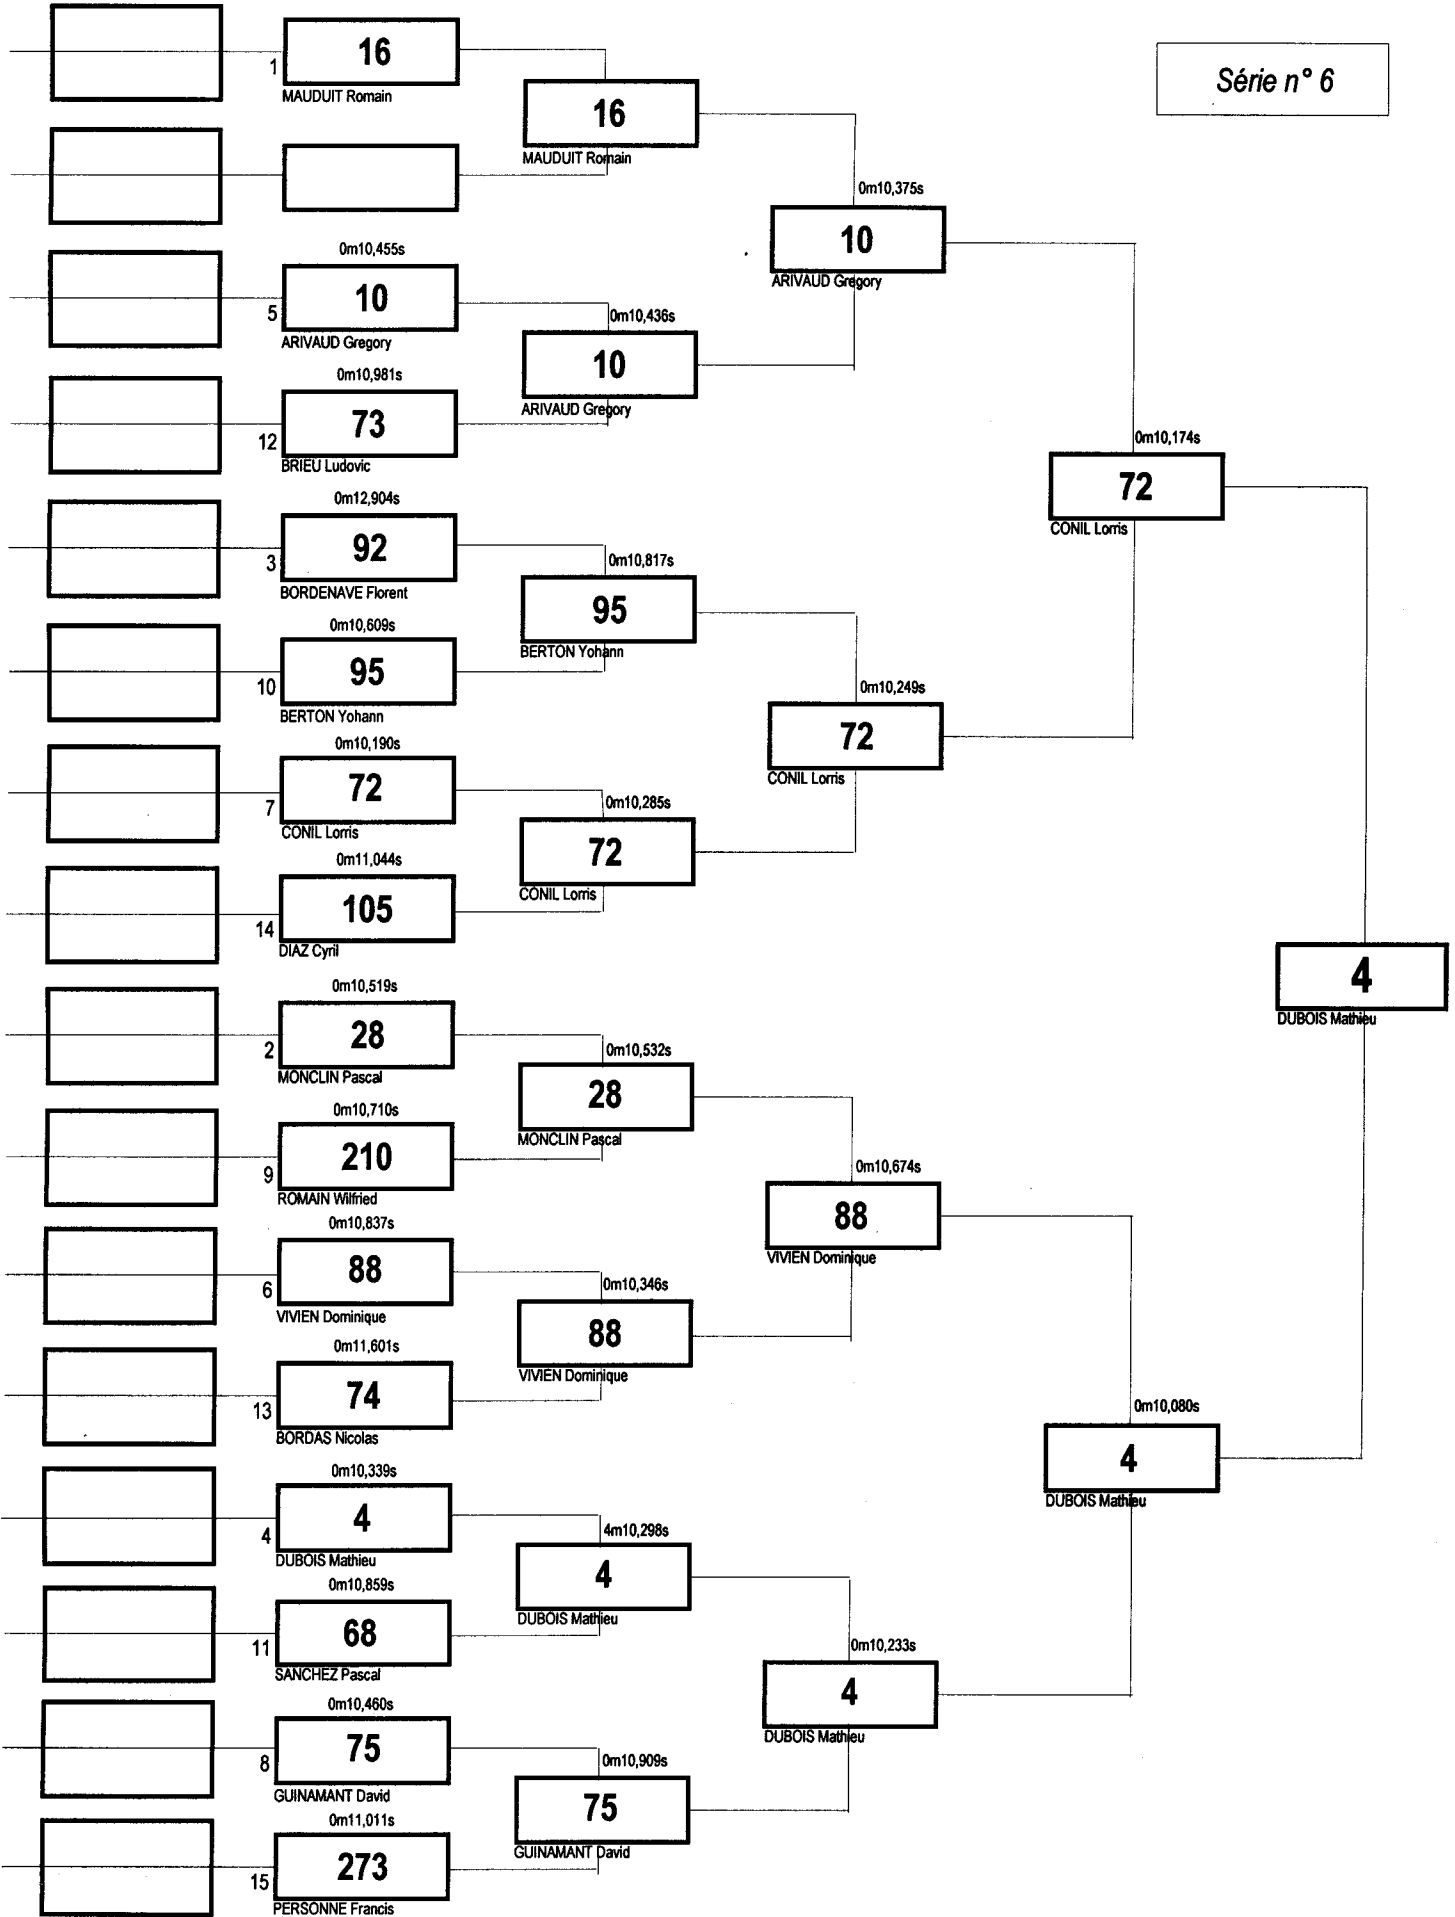 Série n° 6
1
16
MAUDUIT Romain
16
MAUDUIT Romain
0m10,375s
10
ARIVAUD Gregory
0m10,455s
5
10
ARIVAUD Gregory
0m10,436s
10
ARIVAUD Gregory
0m10,981s
12
73
BRIEU Ludovic
0m10,174s
72
CONIL Lorris
0m12,904s
3
92
BORDENAVE Florent
0m10,817s
95
BERTON Yohann
0m10,609s
10
95
BERTON Yohann
0m10,249s
72
CONIL Lorris
0m10,190s
7
72
CONIL Lorris
0m10,285s
72
CONIL Lorris
0m11,044s
14
105
DIAZ Cyril
4
DUBOIS Mathieu
0m10,519s
2
28
MONCLIN Pascal
0m10,532s
28
MONCLIN Pascal
0m10,710s
9
210
ROMAIN Wilfried
0m10,674s
88
VIVIEN Dominique
0m10,837s
6
88
VIVIEN Dominique
0m10,346s
88
VIVIEN Dominique
0m11,601s
13
74
BORDAS Nicolas
0m10,080s
4
DUBOIS Mathieu
0m10,339s
4
4
DUBOIS Mathieu
4m10,298s
4
DUBOIS Mathieu
0m10,859s
11
68
SANCHEZ Pascal
0m10,233s
4
DUBOIS Mathieu
0m10,460s
8
75
GUINAMANT David
0m10,909s
75
GUINAMANT David
0m11,011s
15
273
PERSONNE Francis